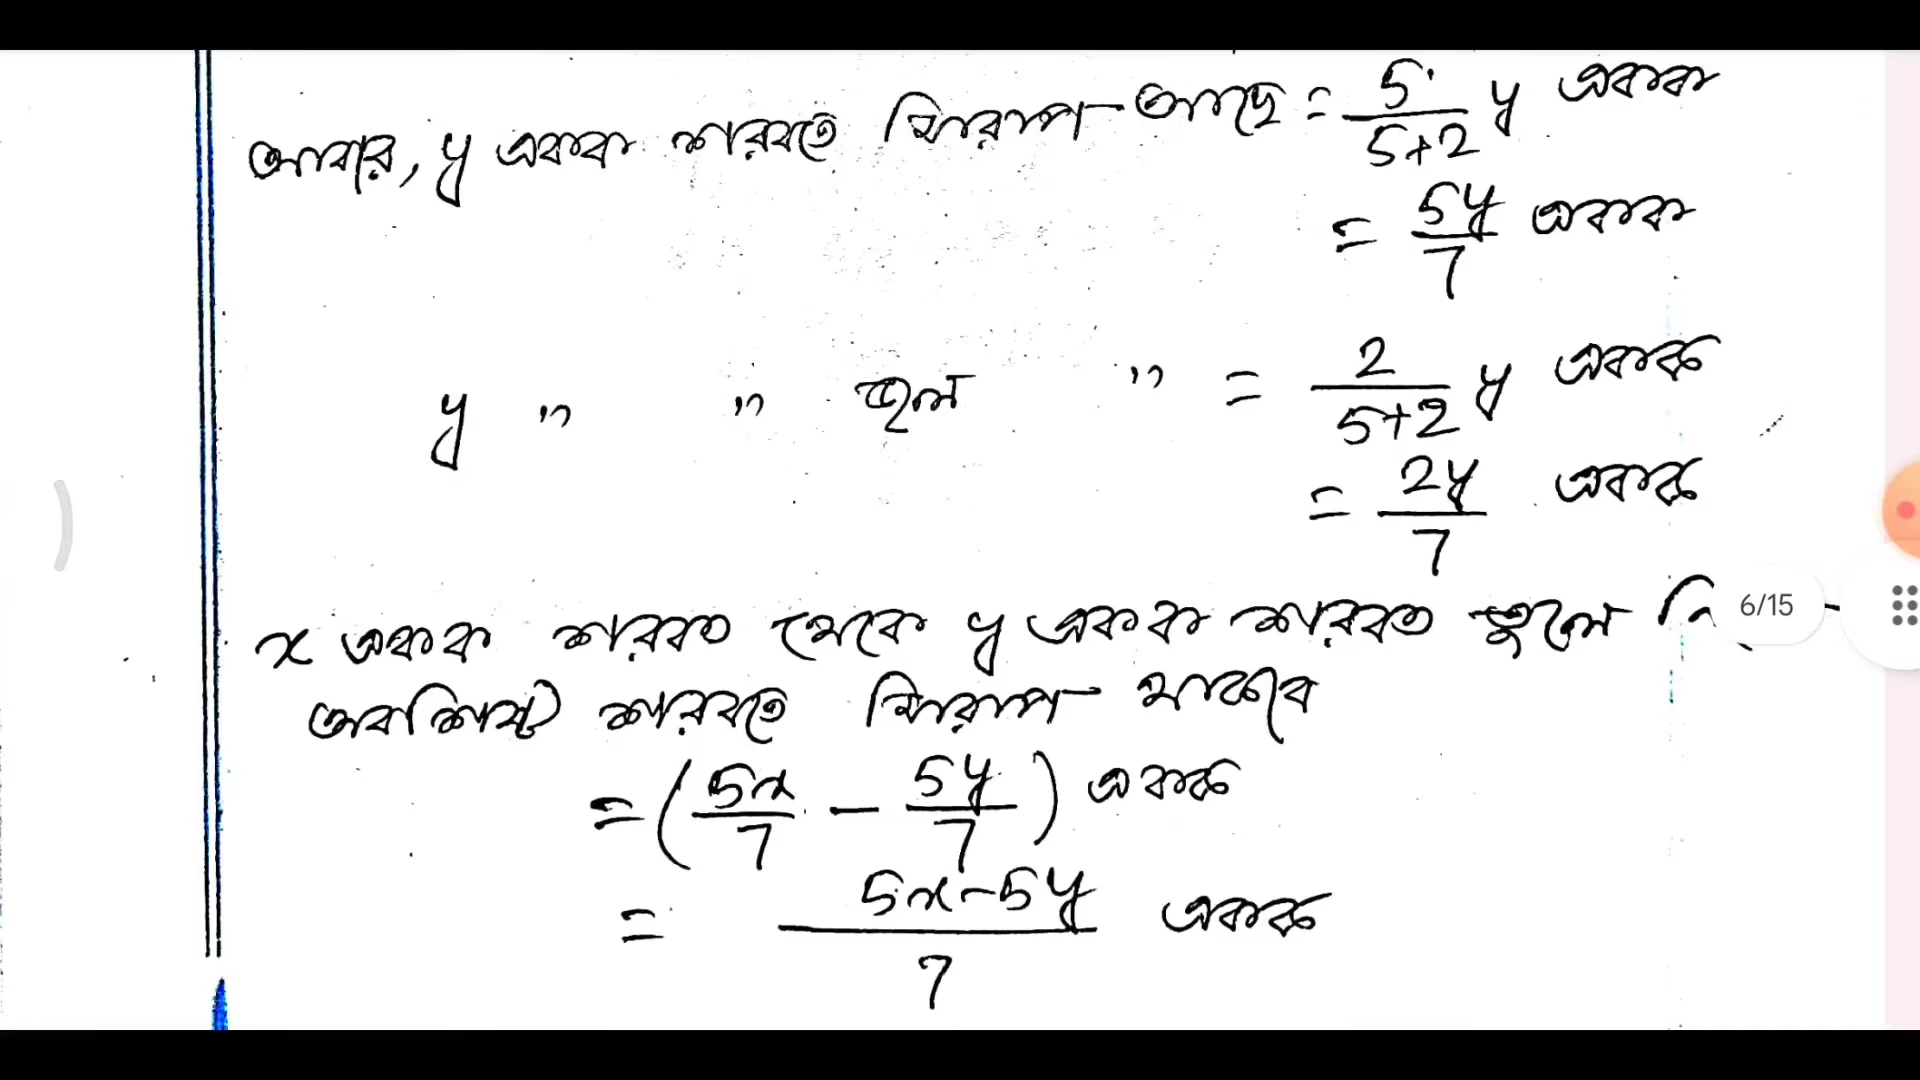 আবার, y একক শরবতে সিরাপ আছে = 5/(5+2) y একক
= 5y/7 একক
y " " জল " = 2/(5+2) y একক
= 2y/7 একক
x একক শরবত থেকে y একক শরবত তুলে
6/15
অবশিষ্ট শরবতে সিরাপ থাকবে
= (5x/7 - 5y/7) একক
= (5x-5y)/7 একক